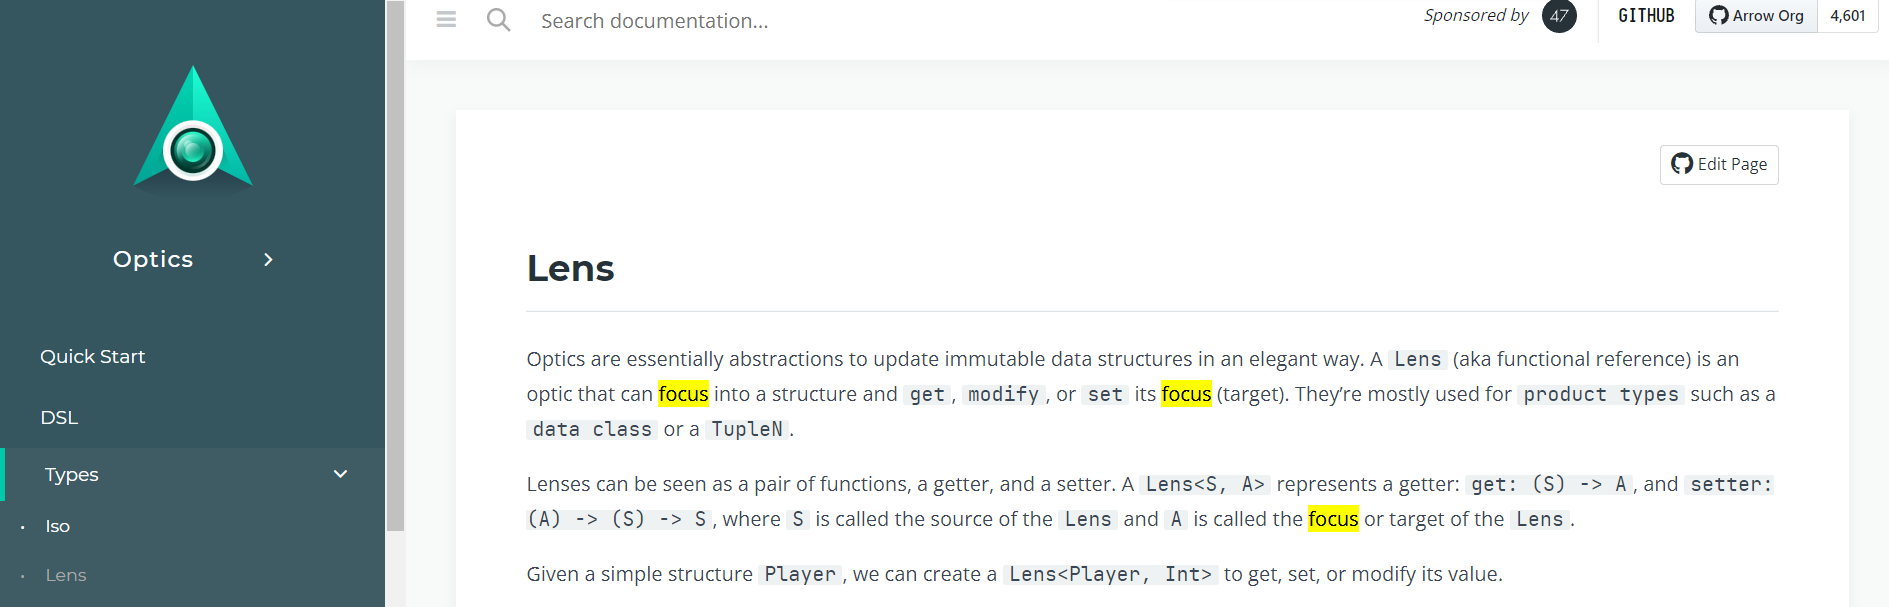 Search documentation...
Sponsored by 47 GITHUB Arrow Org 4,601
Optics
Quick Start
DSL
Types
· Iso
· Lens
Edit Page
Lens
Optics are essentially abstractions to update immutable data structures in an elegant way. A Lens (aka functional reference) is an
optic that can focus into a structure and get, modify, or set its focus (target). They’re mostly used for product types such as a
data class or a TupleN.
Lenses can be seen as a pair of functions, a getter, and a setter. A Lens<S, A> represents a getter: get: (S) -> A, and setter:
(A) -> (S) -> S, where S is called the source of the Lens and A is called the focus or target of the Lens.
Given a simple structure Player, we can create a Lens<Player, Int> to get, set, or modify its value.